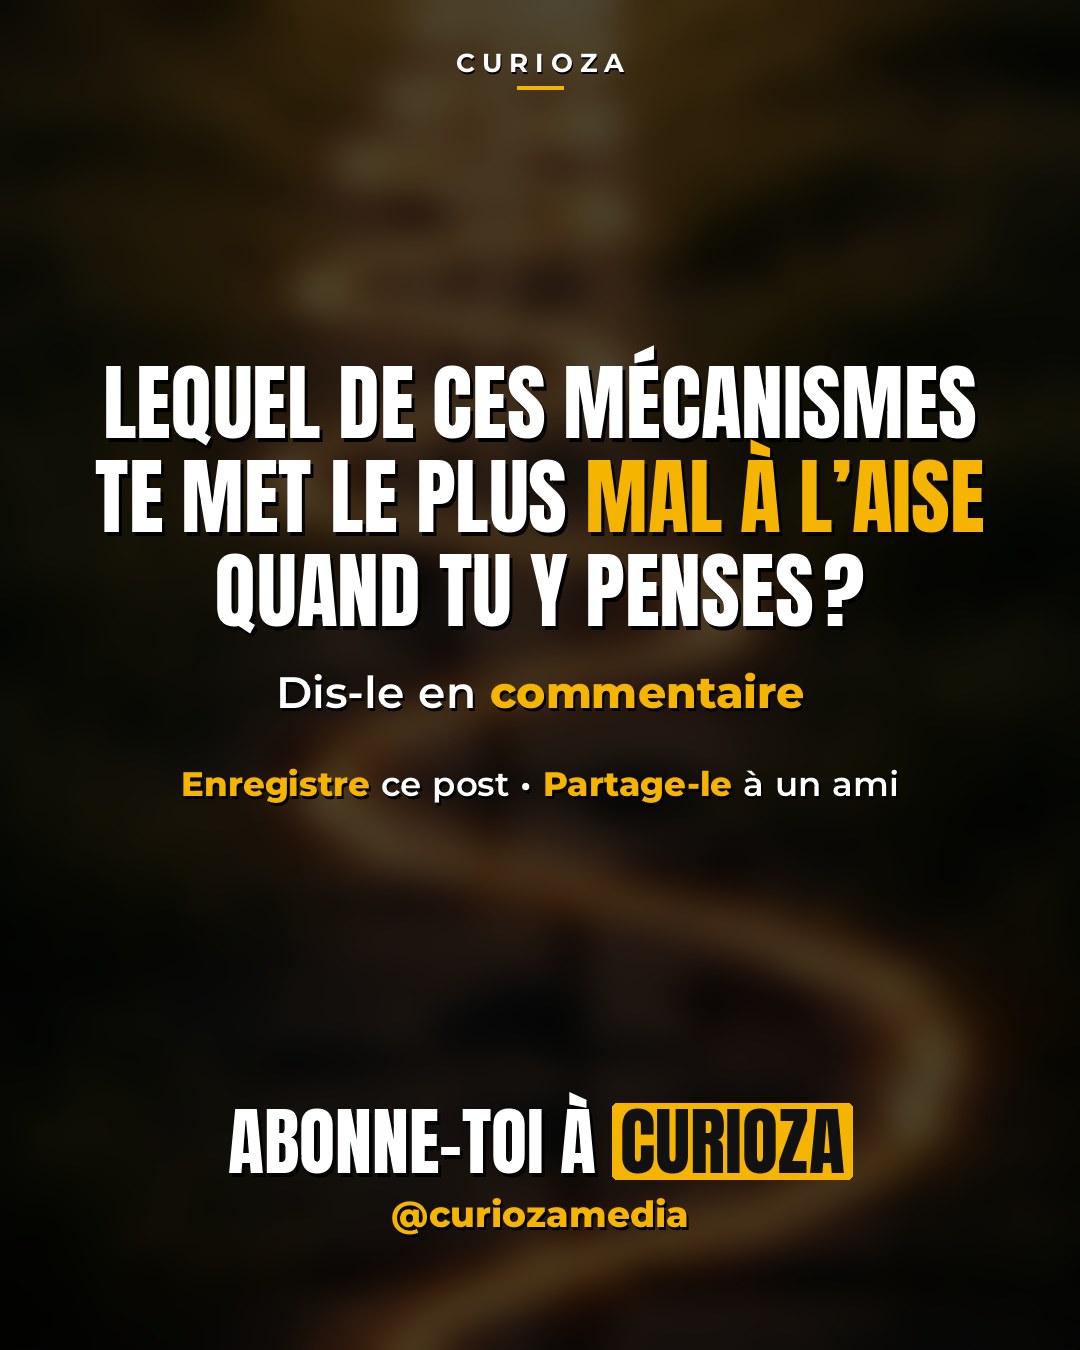 CURIOZA
LEQUEL DE CES MÉCANISMES
TE MET LE PLUS MAL À L’AISE
QUAND TU Y PENSES ?
Dis-le en commentaire
Enregistre ce post • Partage-le à un ami
ABONNE-TOI À CURIOZA
@curiozamedia